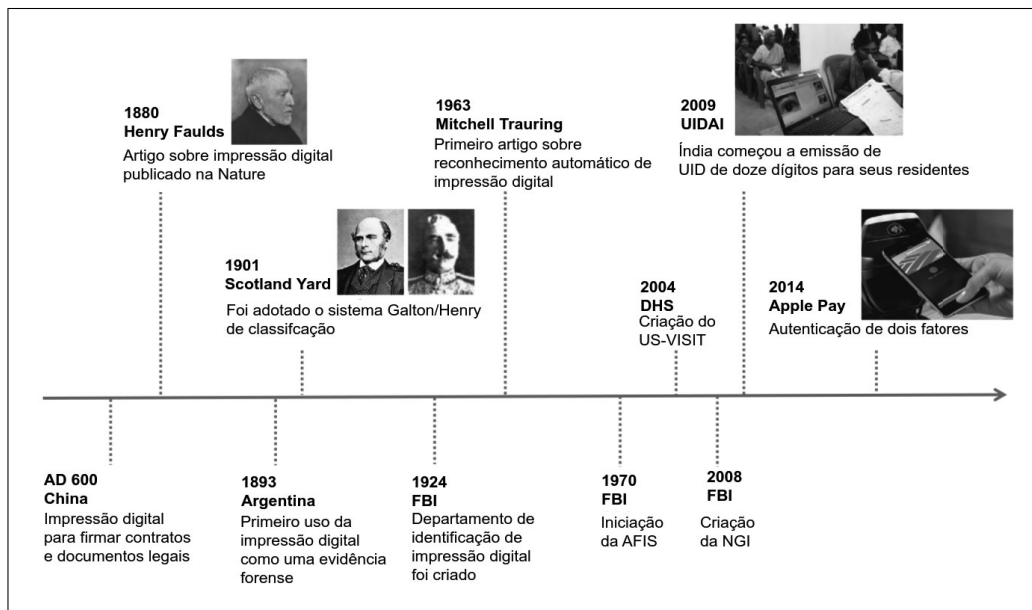 1880
Henry Faulds
Artigo sobre impressão digital
publicado na Nature
1963
Mitchell Trauring
Primeiro artigo sobre
reconhecimento automático de
impressão digital
2009
UIDAI
Índia começou a emissão de
UID de doze dígitos para seus residentes
1901
Scotland Yard
Foi adotado o sistema Galton/Henry
de classifcação
2004
DHS
Criação do
US-VISIT
2014
Apple Pay
Autenticação de dois fatores
AD 600
China
Impressão digital
para firmar contratos
e documentos legais
1893
Argentina
Primeiro uso da
impressão digital
como uma evidência
forense
1924
FBI
Departamento de
identificação de
impressão digital
foi criado
1970
FBI
Iniciação
da AFIS
2008
FBI
Criação
da NGI